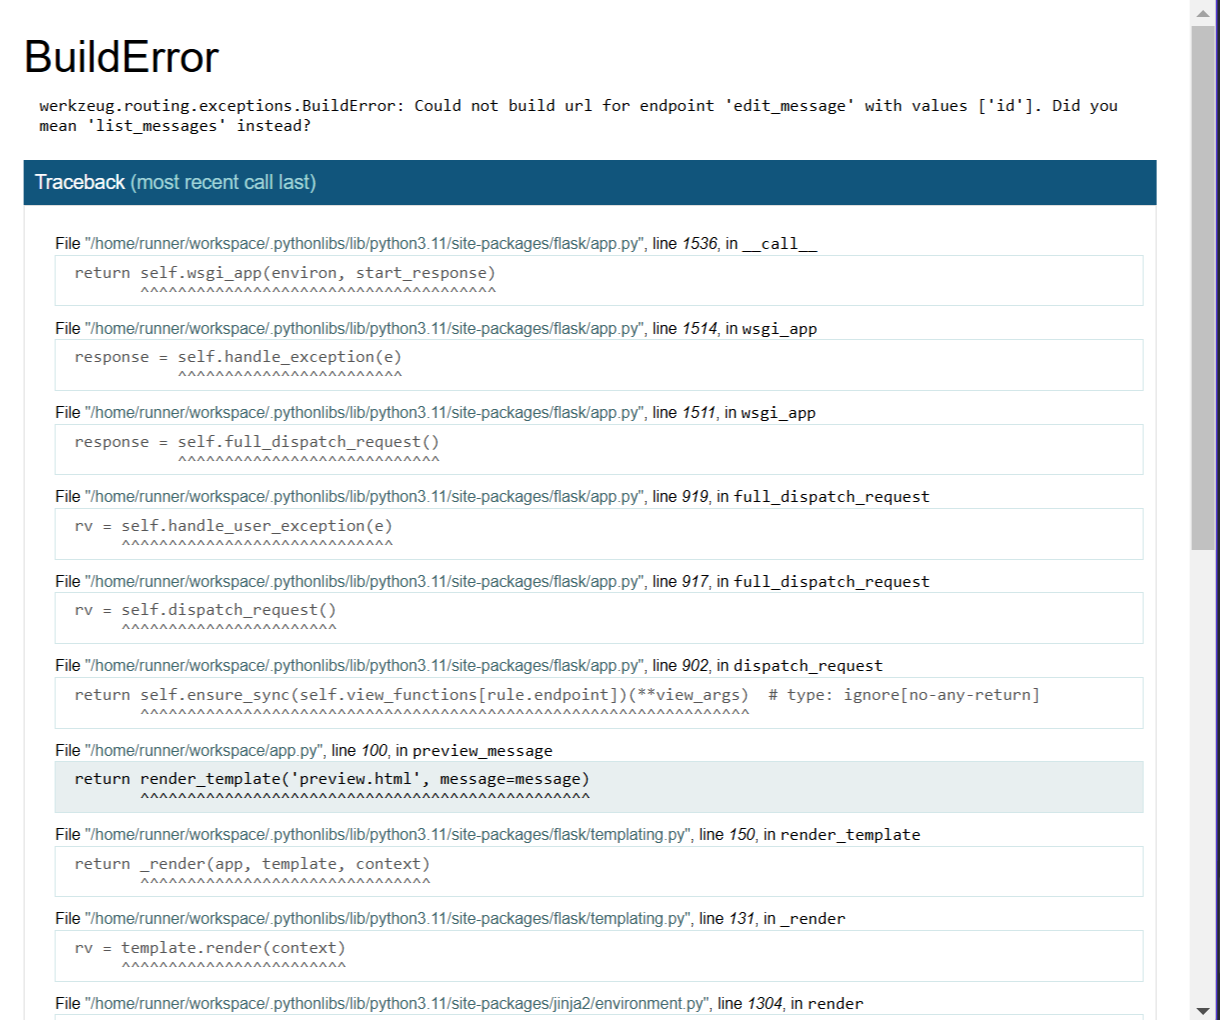 BuildError
werkzeug.routing.exceptions.BuildError: Could not build url for endpoint 'edit_message' with values ['id']. Did you
mean 'list_messages' instead?
Traceback (most recent call last)
File "/home/runner/workspace/.pythonlibs/lib/python3.11/site-packages/flask/app.py", line 1536, in __call__
return self.wsgi_app(environ, start_response)
^^^^^^^^^^^^^^^^^^^^^^^^^^^^^^^^^^^^^^
File "/home/runner/workspace/.pythonlibs/lib/python3.11/site-packages/flask/app.py", line 1514, in wsgi_app
response = self.handle_exception(e)
^^^^^^^^^^^^^^^^^^^^^^^^
File "/home/runner/workspace/.pythonlibs/lib/python3.11/site-packages/flask/app.py", line 1511, in wsgi_app
response = self.full_dispatch_request()
^^^^^^^^^^^^^^^^^^^^^^^^^^^^
File "/home/runner/workspace/.pythonlibs/lib/python3.11/site-packages/flask/app.py", line 919, in full_dispatch_request
rv = self.handle_user_exception(e)
^^^^^^^^^^^^^^^^^^^^^^^^^^^^^
File "/home/runner/workspace/.pythonlibs/lib/python3.11/site-packages/flask/app.py", line 917, in full_dispatch_request
rv = self.dispatch_request()
^^^^^^^^^^^^^^^^^^^^^^^
File "/home/runner/workspace/.pythonlibs/lib/python3.11/site-packages/flask/app.py", line 902, in dispatch_request
return self.ensure_sync(self.view_functions[rule.endpoint])(**view_args)  # type: ignore[no-any-return]
^^^^^^^^^^^^^^^^^^^^^^^^^^^^^^^^^^^^^^^^^^^^^^^^^^^^^^^^^^^^^^^^^
File "/home/runner/workspace/app.py", line 100, in preview_message
return render_template('preview.html', message=message)
^^^^^^^^^^^^^^^^^^^^^^^^^^^^^^^^^^^^^^^^^^^^^^^^
File "/home/runner/workspace/.pythonlibs/lib/python3.11/site-packages/flask/templating.py", line 150, in render_template
return _render(app, template, context)
^^^^^^^^^^^^^^^^^^^^^^^^^^^^^^^
File "/home/runner/workspace/.pythonlibs/lib/python3.11/site-packages/flask/templating.py", line 131, in _render
rv = template.render(context)
^^^^^^^^^^^^^^^^^^^^^^^^
File "/home/runner/workspace/.pythonlibs/lib/python3.11/site-packages/jinja2/environment.py", line 1304, in render